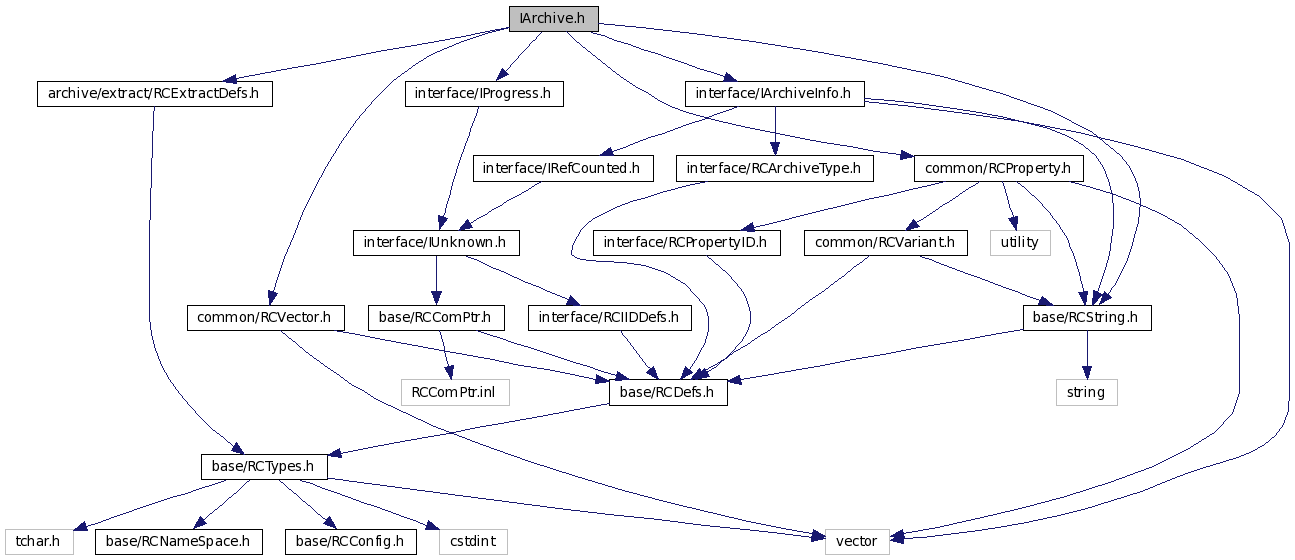 IArchive.h
archive/extract/RCExtractDefs.h
interface/IProgress.h
interface/IArchiveInfo.h
interface/IRefCounted.h
interface/RCArchiveType.h
common/RCProperty.h
interface/IUnknown.h
interface/RCPropertyID.h
common/RCVariant.h
utility
common/RCVector.h
base/RCComPtr.h
interface/RCIIDDefs.h
base/RCString.h
RCComPtr.inl
base/RCDefs.h
string
base/RCTypes.h
tchar.h
base/RCNameSpace.h
base/RCConfig.h
cstdint
vector